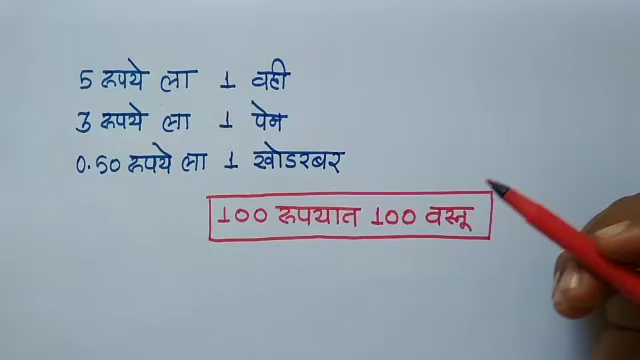 5 रुपये ला 1 वही
3 रुपये ला 1 पेन
0.50 रुपये ला 1 खोडरबर
100 रुपयात 100 वस्तू